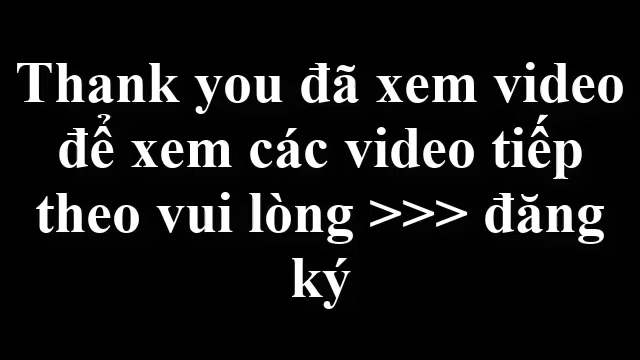 Thank you đã xem video
để xem các video tiếp
theo vui lòng >>> đăng
ký